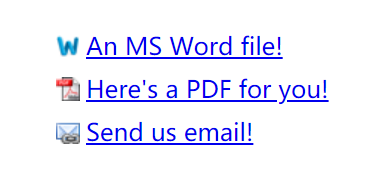 An MS Word file!
Here's a PDF for you!
Send us email!